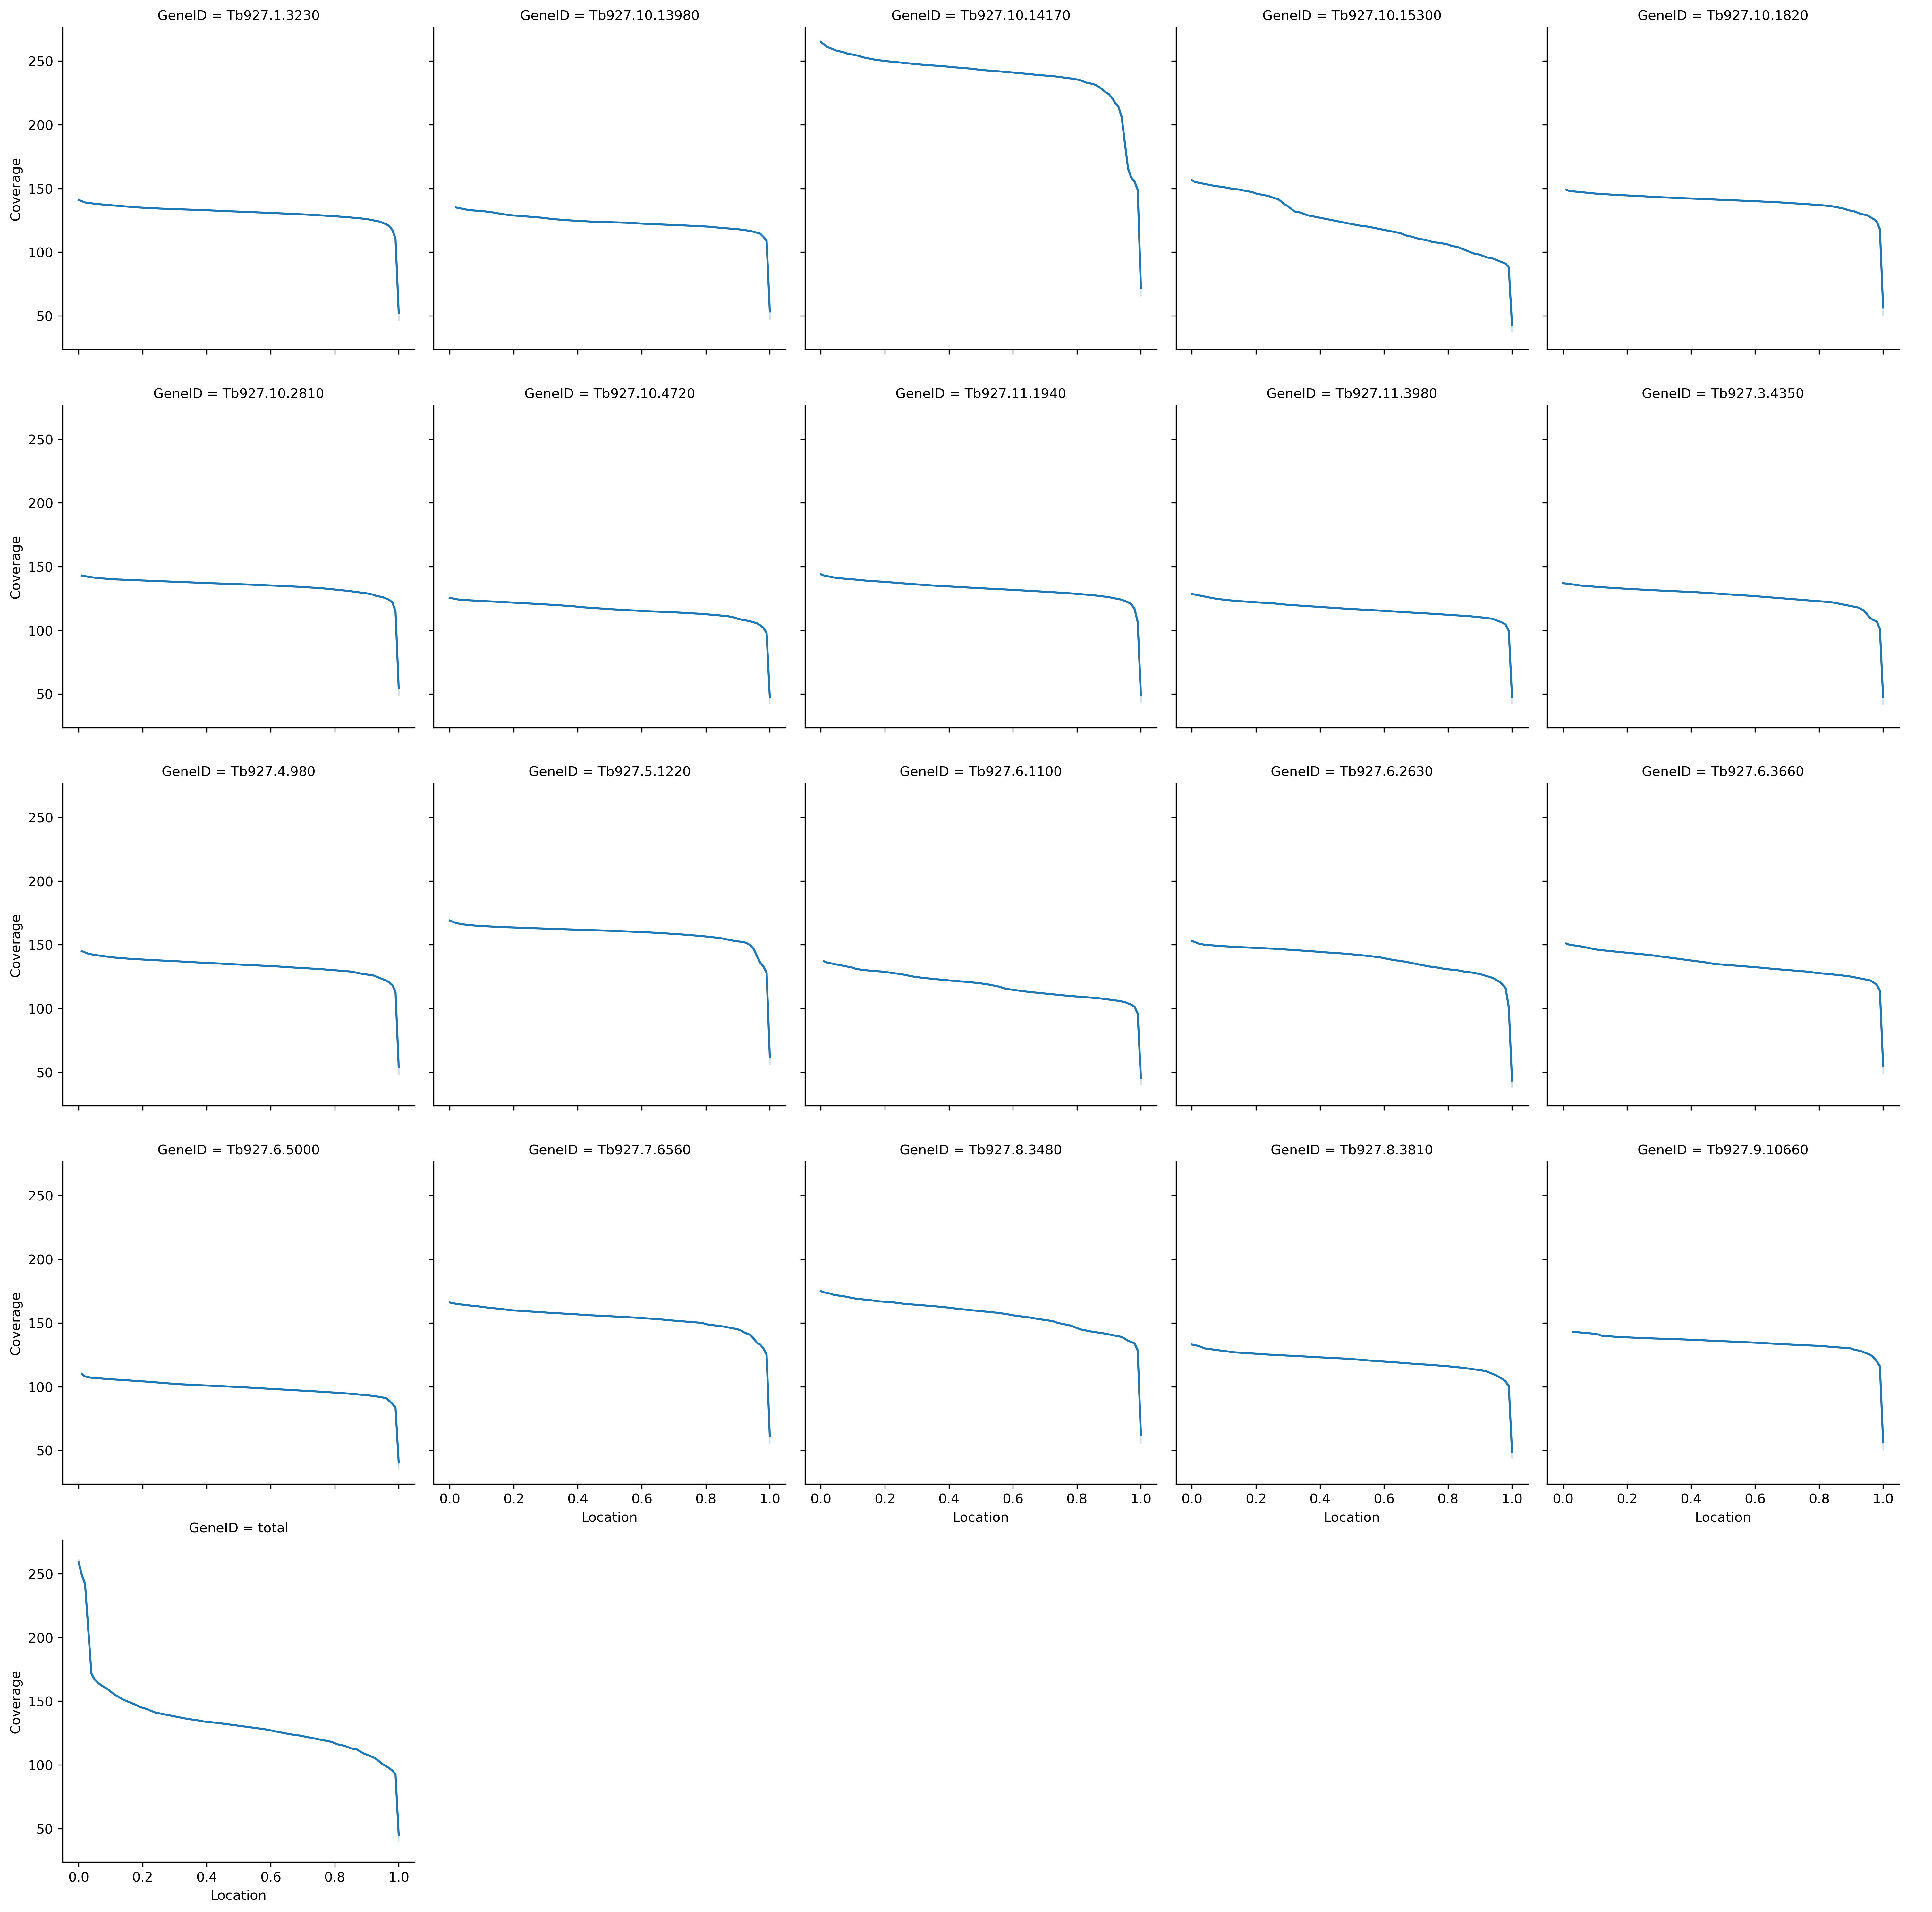 GeneID = Tb927.1.3230
GeneID = Tb927.10.13980
GeneID = Tb927.10.14170
GeneID = Tb927.10.15300
GeneID = Tb927.10.1820
250
200
150
100
50
Coverage
GeneID = Tb927.10.2810
GeneID = Tb927.10.4720
GeneID = Tb927.11.1940
GeneID = Tb927.11.3980
GeneID = Tb927.3.4350
250
200
150
100
50
Coverage
GeneID = Tb927.4.980
GeneID = Tb927.5.1220
GeneID = Tb927.6.1100
GeneID = Tb927.6.2630
GeneID = Tb927.6.3660
250
200
150
100
50
Coverage
GeneID = Tb927.6.5000
GeneID = Tb927.7.6560
GeneID = Tb927.8.3480
GeneID = Tb927.8.3810
GeneID = Tb927.9.10660
250
200
150
100
50
Coverage
0.0 0.2 0.4 0.6 0.8 1.0
Location
0.0 0.2 0.4 0.6 0.8 1.0
Location
0.0 0.2 0.4 0.6 0.8 1.0
Location
0.0 0.2 0.4 0.6 0.8 1.0
Location
GeneID = total
250
200
150
100
50
Coverage
0.0 0.2 0.4 0.6 0.8 1.0
Location